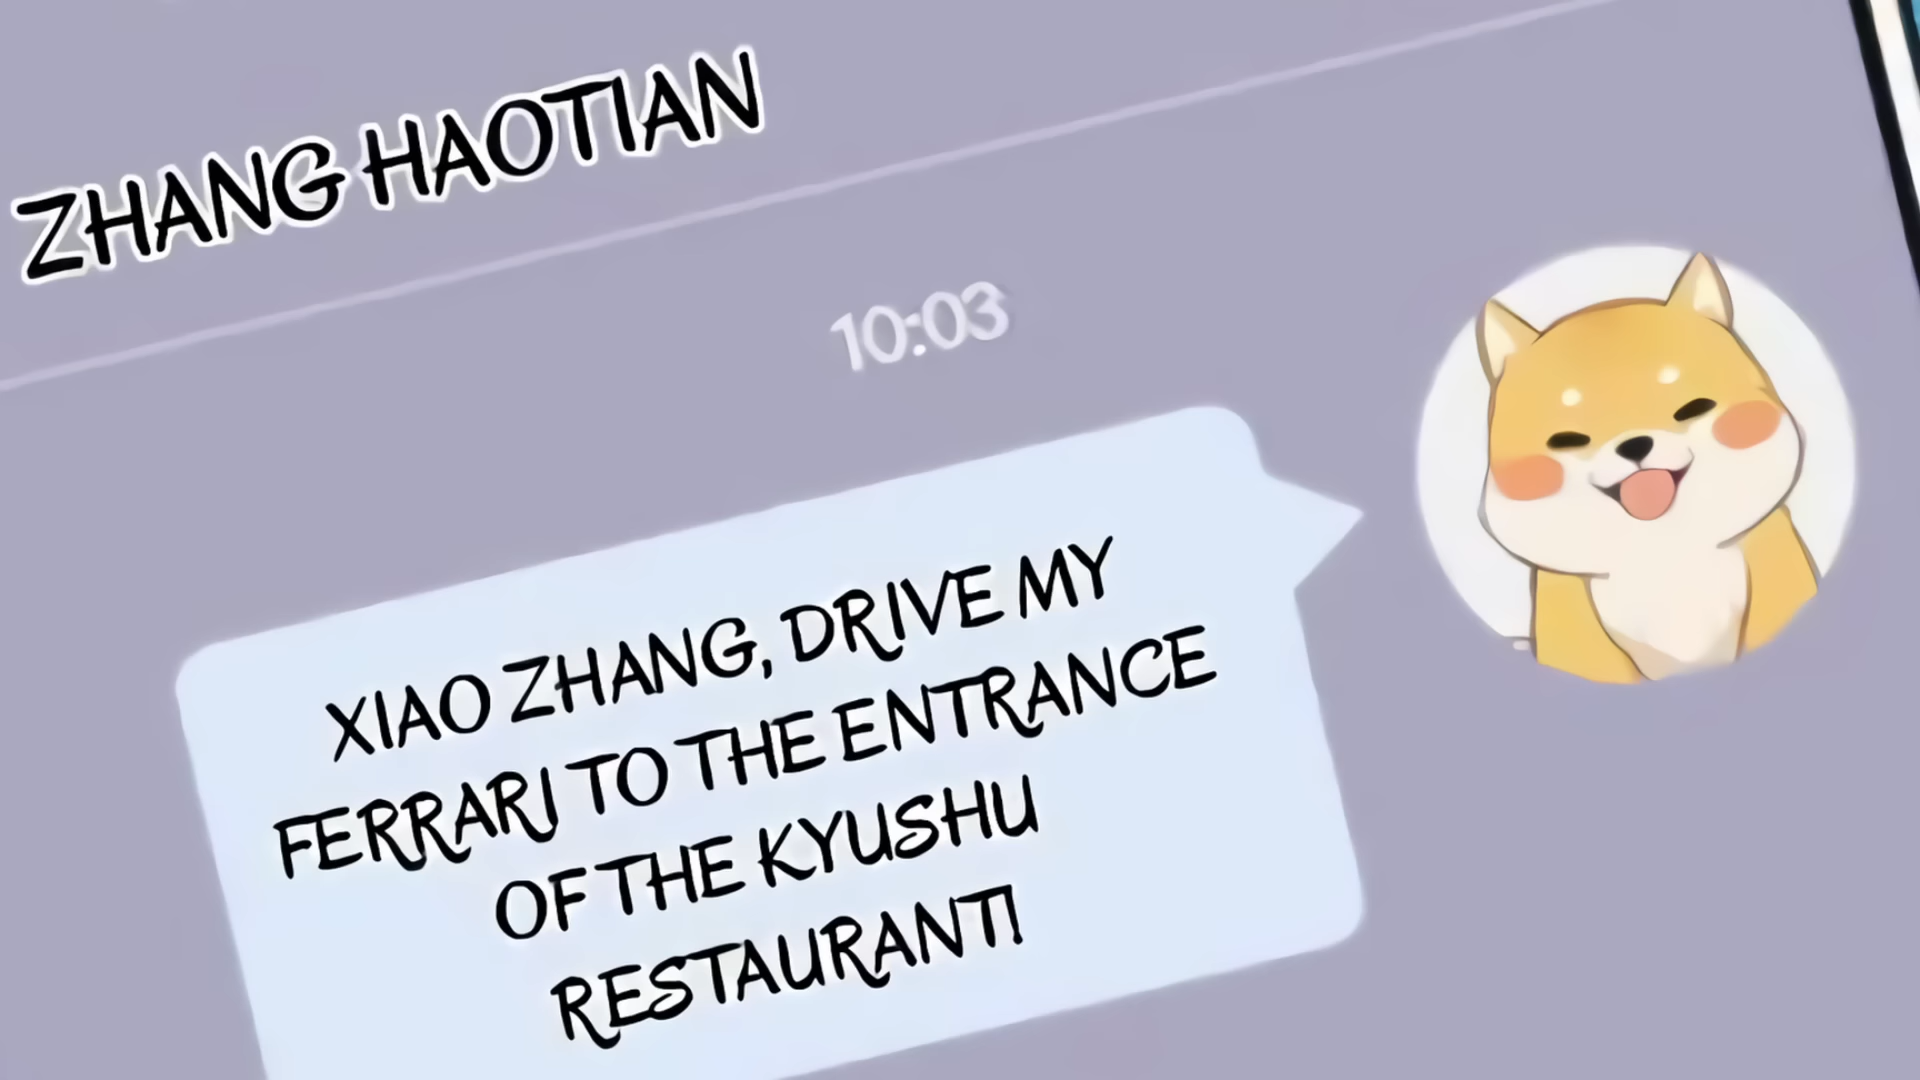 ZHANG HAOTIAN
10:03
XIAO ZHANG, DRIVE MY
FERRARI TO THE ENTRANCE
OF THE KYUSHU
RESTAURANT!